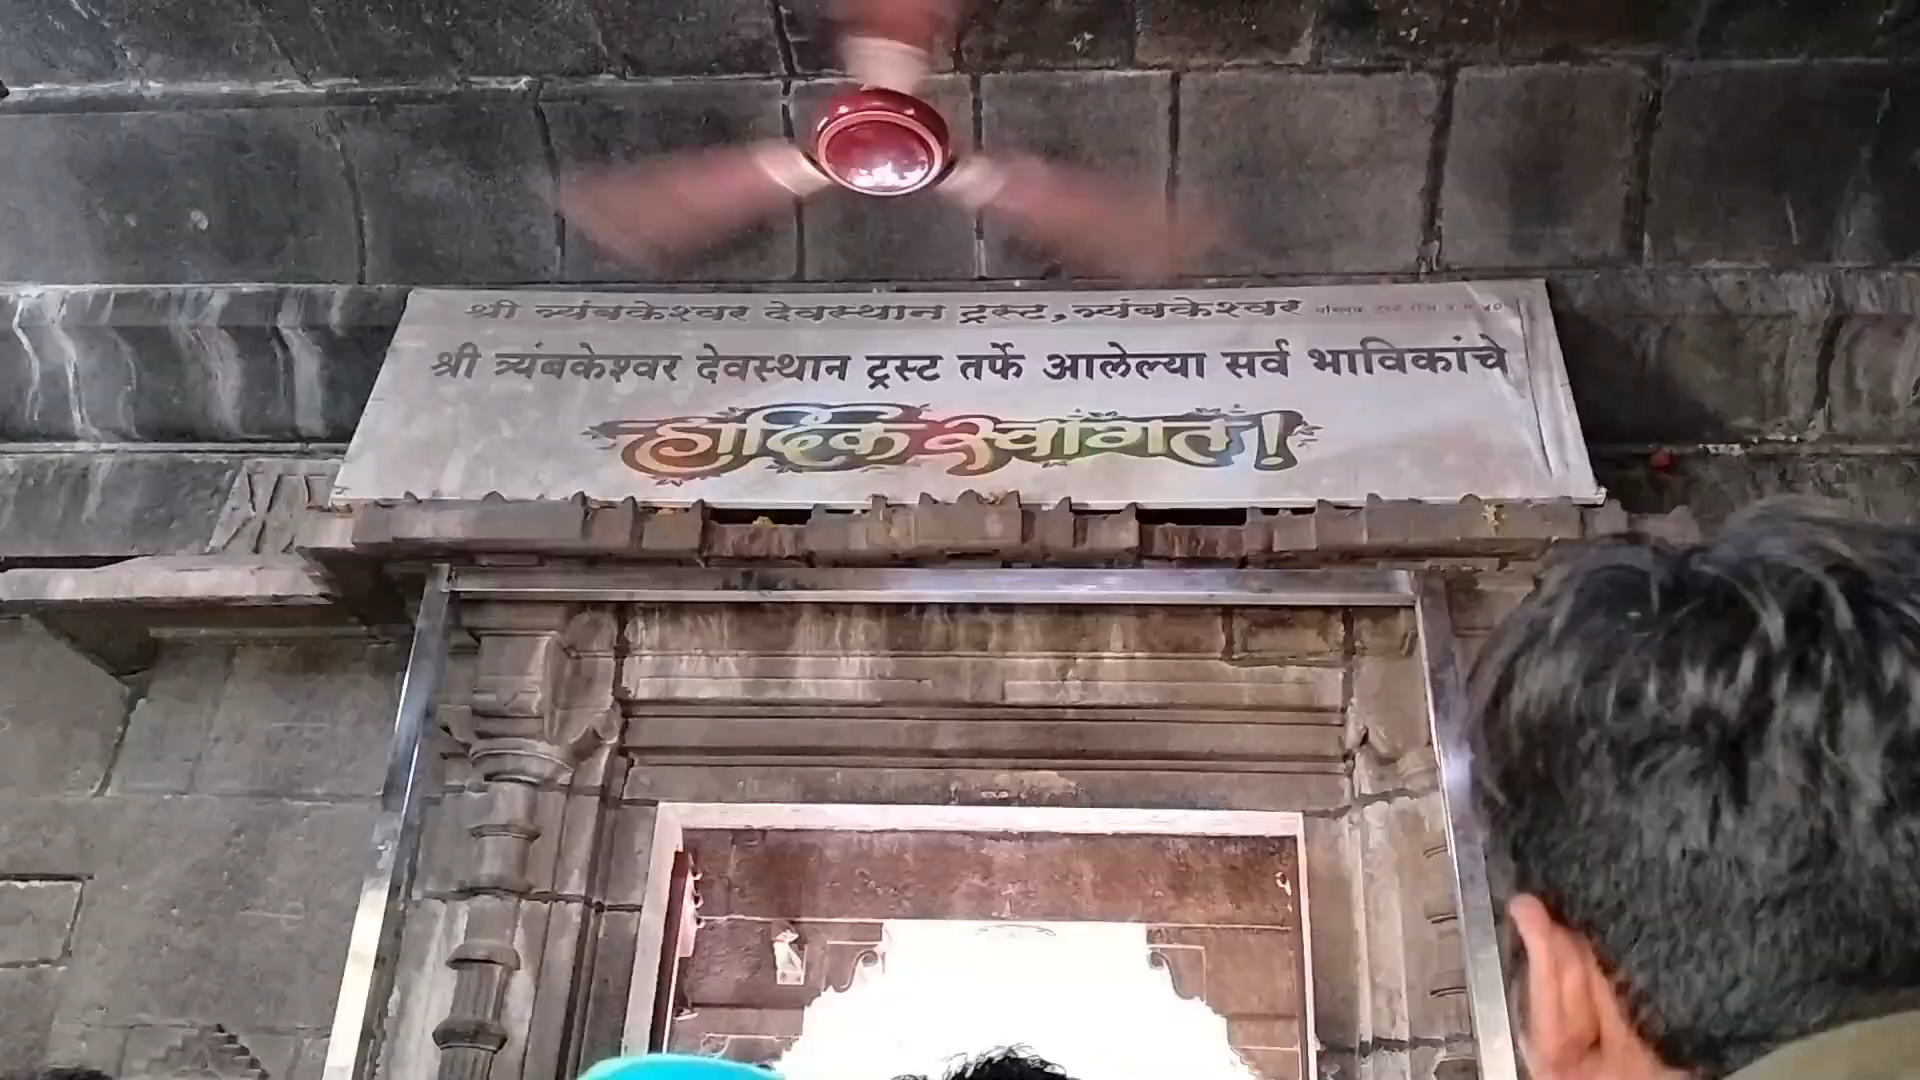 श्री त्र्यंबकेश्वर देवस्थान ट्रस्ट,त्र्यंबकेश्वर
श्री त्र्यंबकेश्वर देवस्थान ट्रस्ट तर्फे आलेल्या सर्व भाविकांचे
हार्दिक स्वागत!